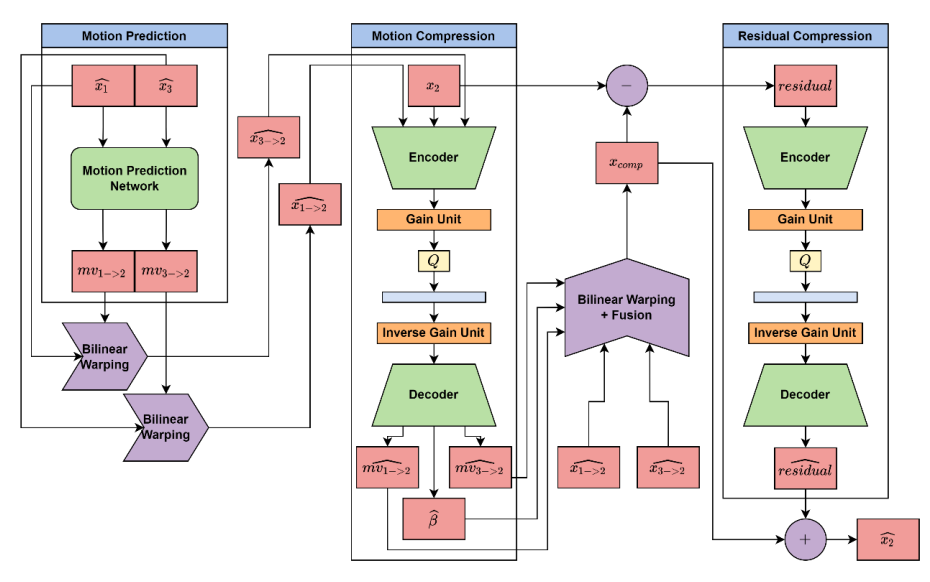 Motion Prediction
Motion Compression
Residual Compression
$\widehat{x_1}$
$\widehat{x_3}$
$x_2$
−
$residual$
$\widehat{x_{3->2}}$
$x_{comp}$
Encoder
Encoder
Motion Prediction
Network
$\widehat{x_{1->2}}$
Gain Unit
Gain Unit
$mv_{1->2}$
$mv_{3->2}$
Q
Q
Bilinear Warping
+ Fusion
Inverse Gain Unit
Inverse Gain Unit
Bilinear
Warping
Decoder
Decoder
Bilinear
Warping
$\widehat{mv_{1->2}}$
$\widehat{mv_{3->2}}$
$\widehat{x_{1->2}}$
$\widehat{x_{3->2}}$
$\widehat{residual}$
$\widehat{\beta}$
+
$\widehat{x_2}$